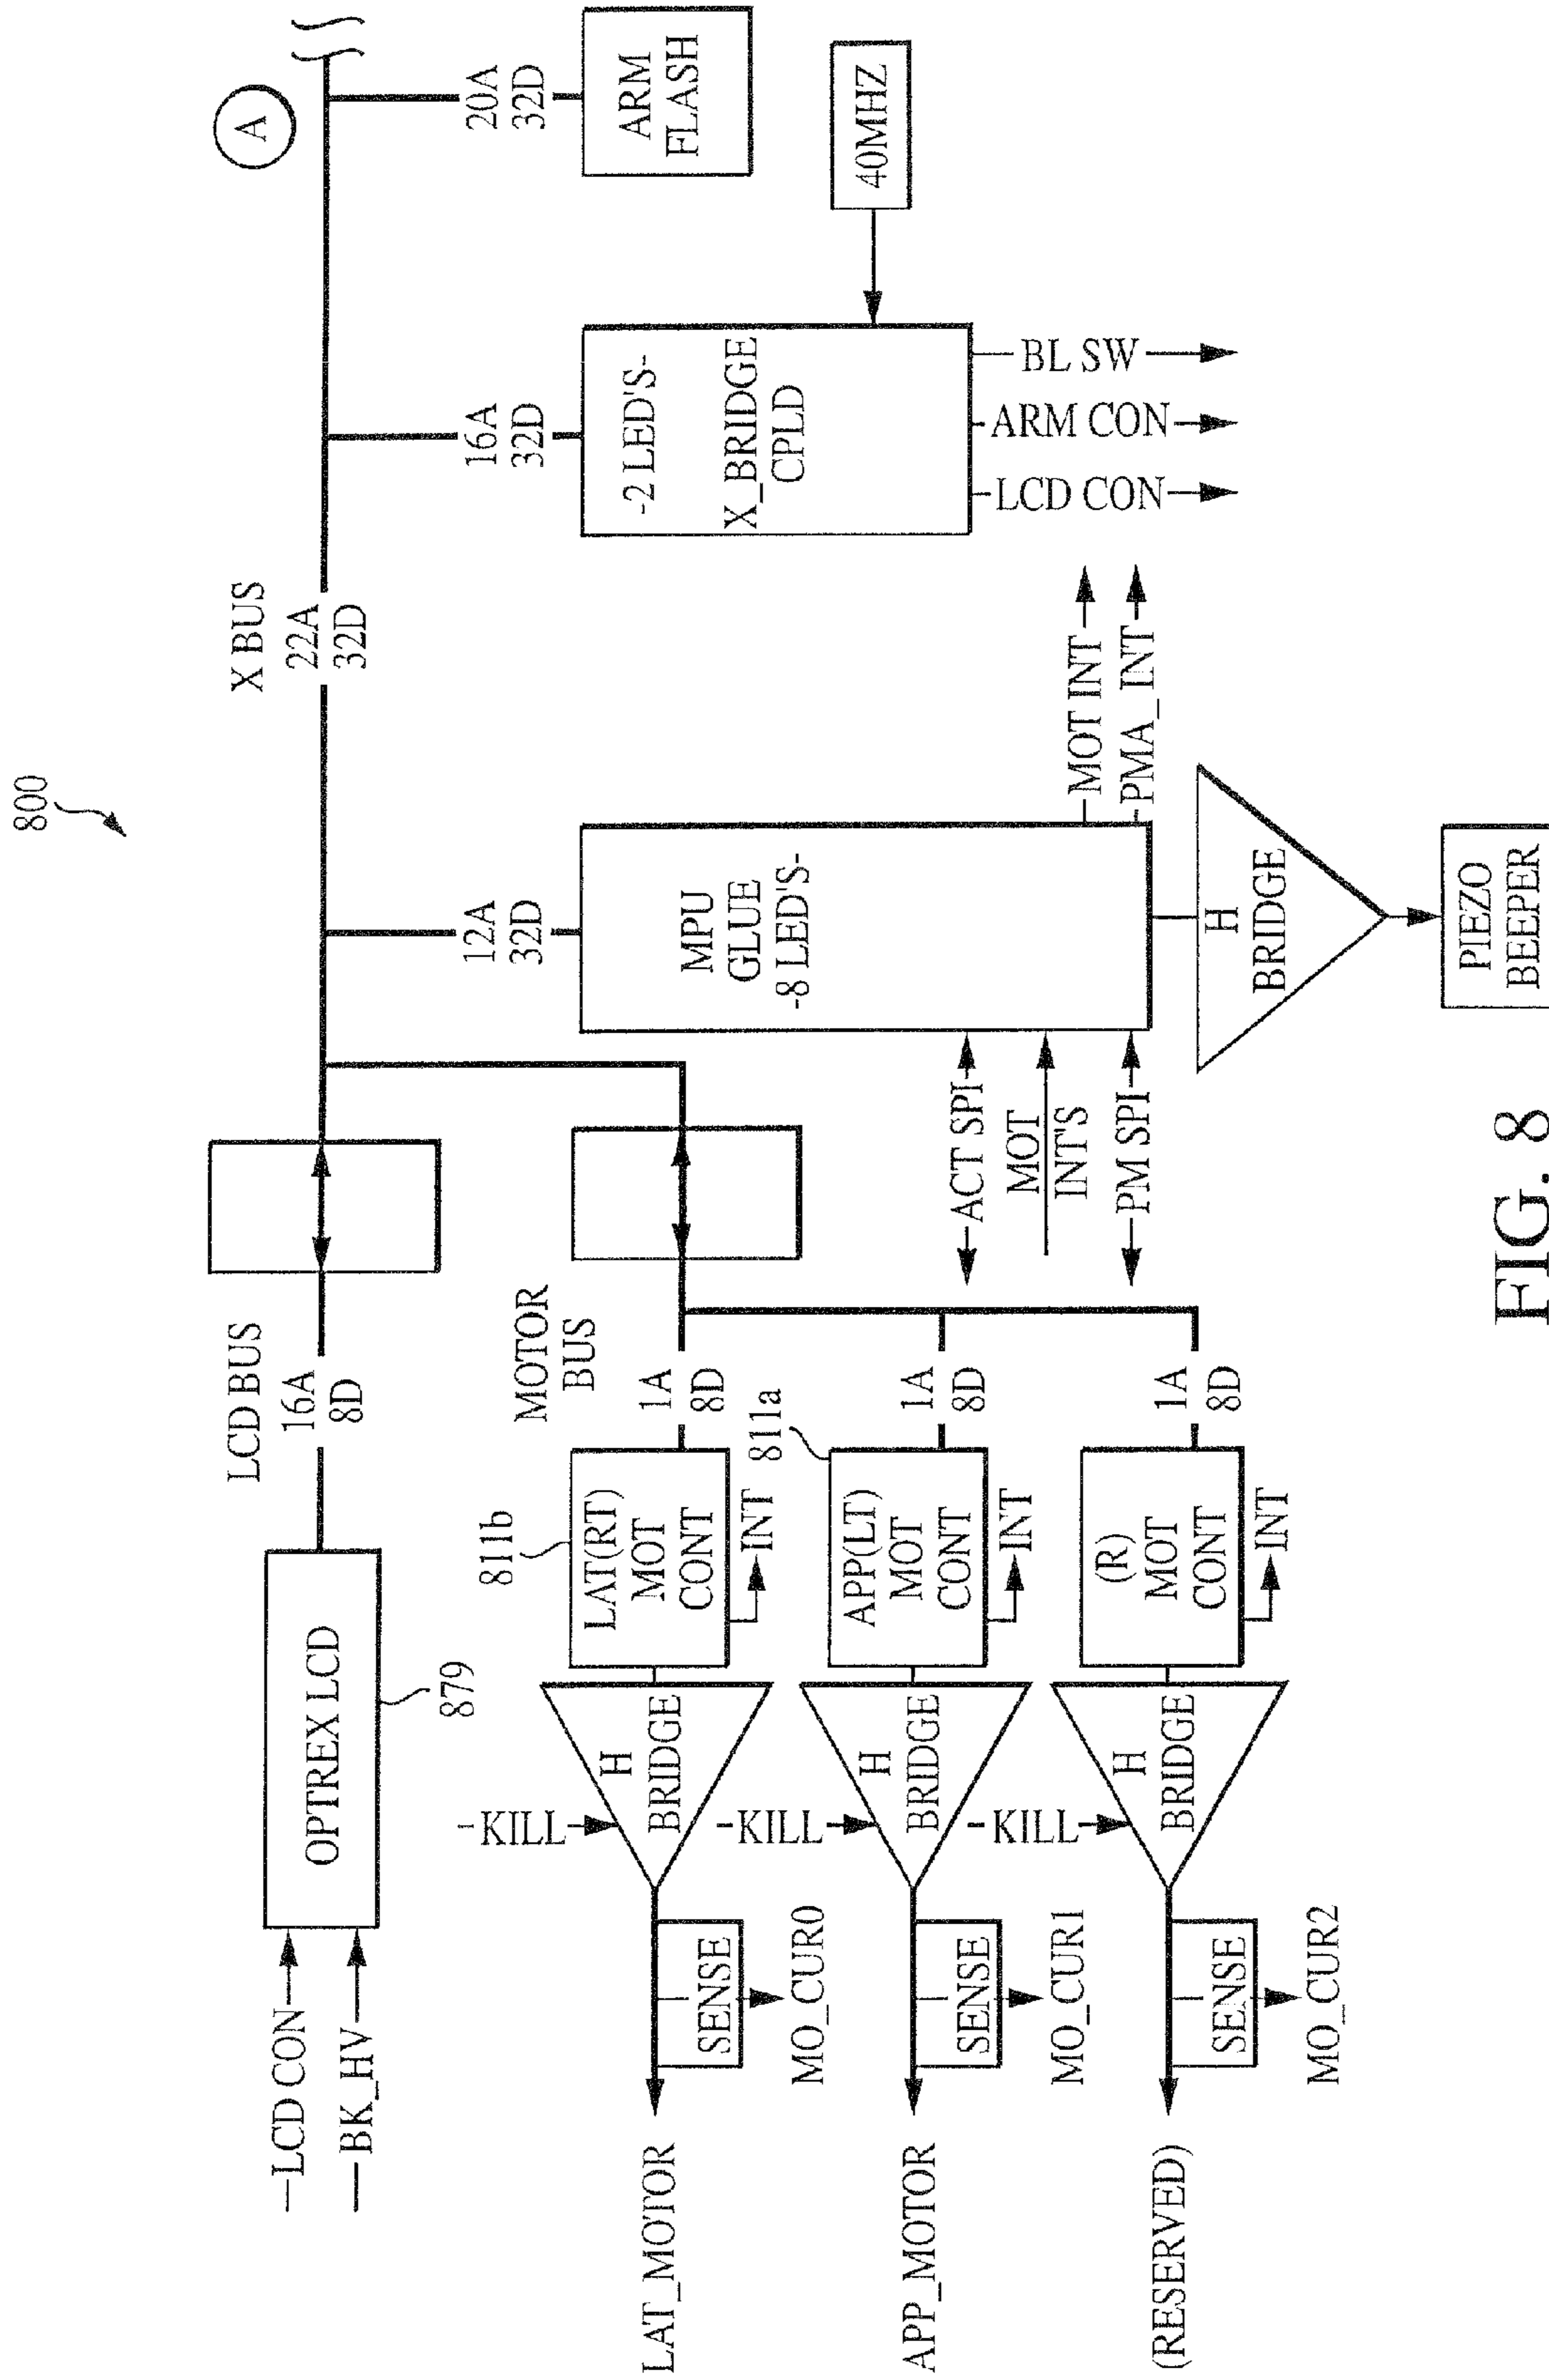 800
X BUS
22A
32D
A
20A
32D
ARM
FLASH
40MHZ
16A
32D
-2 LED'S-
X_BRIDGE
CPLD
BL SW
ARM CON
LCD CON
12A
32D
MPU
GLUE
-8 LED'S-
MOT INT
PMA_INT
ACT SPI
MOT
INT'S
PM SPI
H
BRIDGE
PIEZO
BEEPER
LCD BUS
16A
8D
OPTREX LCD
879
LCD CON
BK_HV
MOTOR
BUS
1A
8D
811b
LAT(RT)
MOT
CONT
INT
H
BRIDGE
KILL
SENSE
MO_CUR0
LAT_MOTOR
1A
8D
811a
APP(LT)
MOT
CONT
INT
H
BRIDGE
KILL
SENSE
MO_CUR1
APP_MOTOR
1A
8D
(R)
MOT
CONT
INT
H
BRIDGE
KILL
SENSE
MO_CUR2
(RESERVED)
FIG. 8